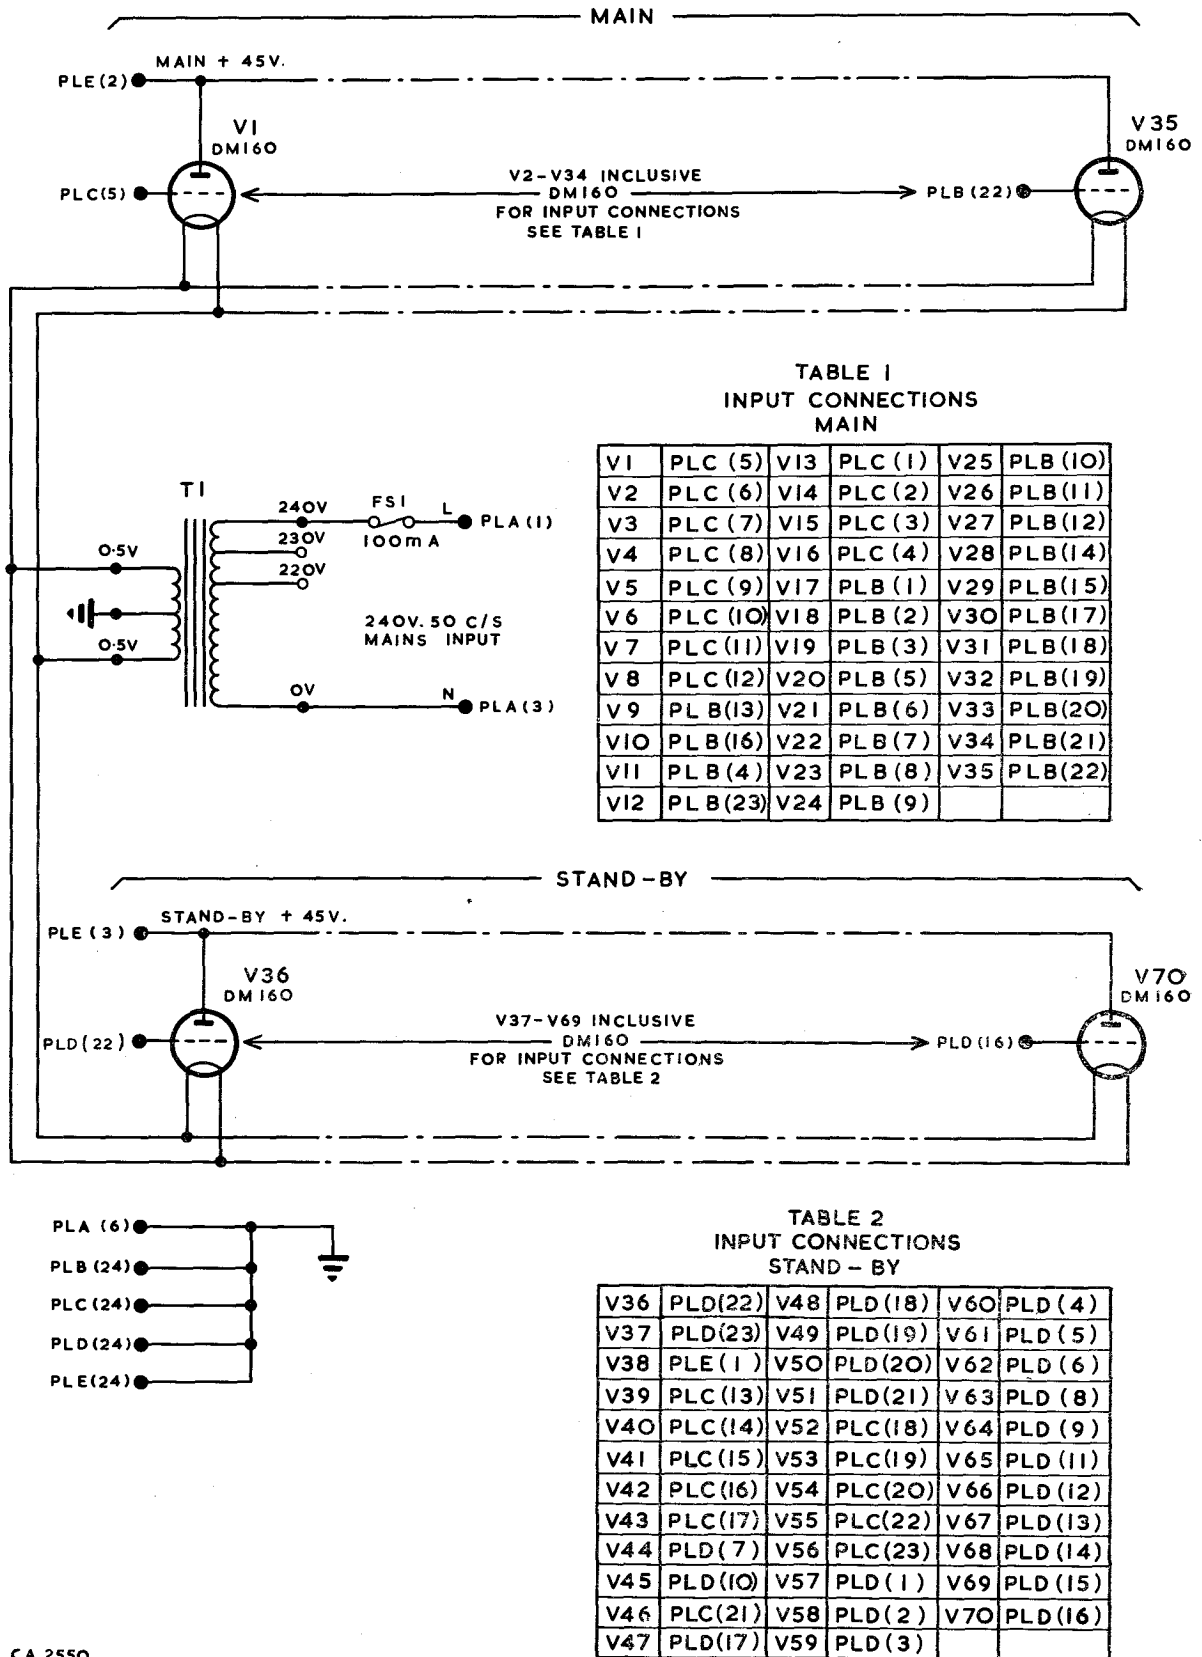 MAIN
MAIN + 45V.
PLE(2)
V1
DM160
V35
DM160
PLC(5)
V2-V34 INCLUSIVE
DM160
FOR INPUT CONNECTIONS
SEE TABLE 1
PLB (22)
TABLE 1
INPUT CONNECTIONS
MAIN
V1 PLC (5) V13 PLC (1) V25 PLB(10)
V2 PLC (6) V14 PLC (2) V26 PLB(11)
V3 PLC (7) V15 PLC (3) V27 PLB(12)
V4 PLC (8) V16 PLC (4) V28 PLB(14)
V5 PLC (9) V17 PLB (1) V29 PLB(15)
V6 PLC (10) V18 PLB (2) V30 PLB(17)
V7 PLC(11) V19 PLB (3) V31 PLB(18)
V8 PLC(12) V20 PLB (5) V32 PLB(19)
V9 PLB(13) V21 PLB(6) V33 PLB(20)
V10 PLB(16) V22 PLB(7) V34 PLB(21)
V11 PLB(4) V23 PLB(8) V35 PLB(22)
V12 PLB(23) V24 PLB (9)
T1
240V
FS1
L
PLA(1)
230V
100mA
0.5V
220V
240V. 50 C/S
MAINS INPUT
0.5V
0V
N
PLA(3)
STAND-BY
STAND-BY + 45V.
PLE (3)
V36
DM160
V70
DM160
PLD(22)
V37-V69 INCLUSIVE
DM160
FOR INPUT CONNECTIONS
SEE TABLE 2
PLD (16)
PLA (6)
PLB (24)
PLC(24)
PLD(24)
PLE(24)
TABLE 2
INPUT CONNECTIONS
STAND - BY
V36 PLD(22) V48 PLD(18) V60 PLD (4)
V37 PLD(23) V49 PLD(19) V61 PLD (5)
V38 PLE(1) V50 PLD(20) V62 PLD (6)
V39 PLC(13) V51 PLD(21) V63 PLD (8)
V40 PLC(14) V52 PLC(18) V64 PLD (9)
V41 PLC(15) V53 PLC(19) V65 PLD (11)
V42 PLC(16) V54 PLC(20) V66 PLD (12)
V43 PLC(17) V55 PLC(22) V67 PLD(13)
V44 PLD(7) V56 PLC(23) V68 PLD (14)
V45 PLD(10) V57 PLD(1) V69 PLD (15)
V46 PLC(21) V58 PLD(2) V70 PLD(16)
V47 PLD(17) V59 PLD(3)
CA 2550